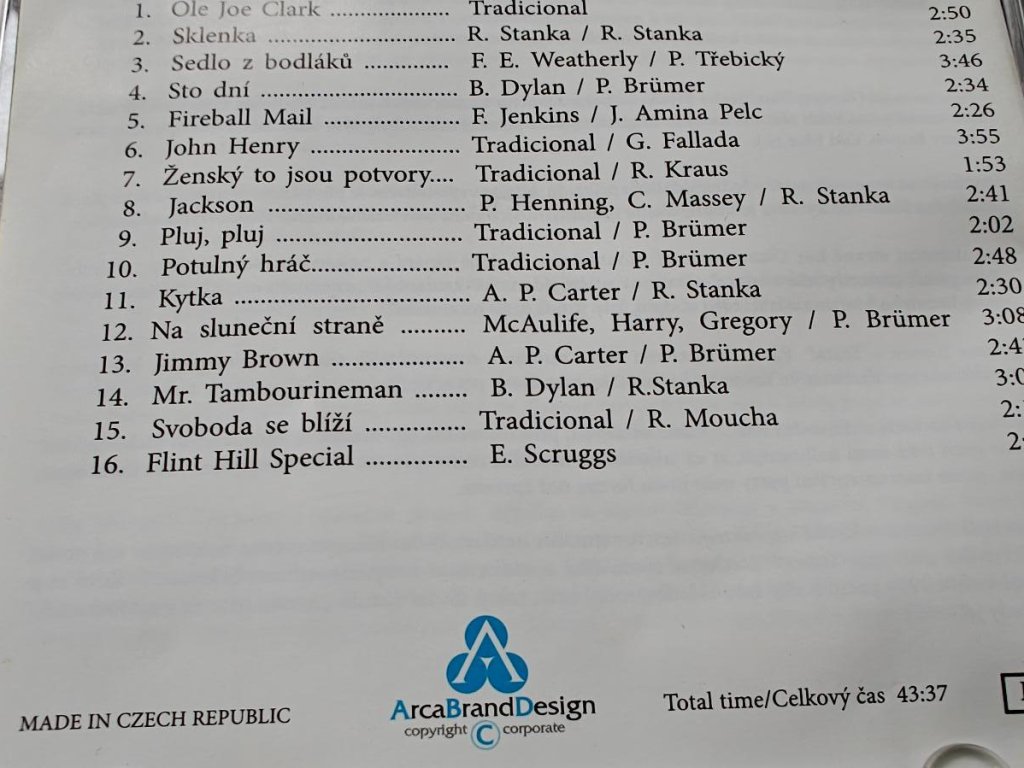 1. Ole Joe Clark .................... Tradicional 2:50
2. Sklenka ............................... R. Stanka / R. Stanka 2:35
3. Sedlo z bodláků .............. F. E. Weatherly / P. Třebický 3:46
4. Sto dní ................................ B. Dylan / P. Brümer 2:34
5. Fireball Mail ...................... F. Jenkins / J. Amina Pelc 2:26
6. John Henry ........................ Tradicional / G. Fallada 3:55
7. Ženský to jsou potvory.... Tradicional / R. Kraus 1:53
8. Jackson ................................ P. Henning, C. Massey / R. Stanka 2:41
9. Pluj, pluj .............................. Tradicional / P. Brümer 2:02
10. Potulný hráč........................ Tradicional / P. Brümer 2:48
11. Kytka ..................................... A. P. Carter / R. Stanka 2:30
12. Na sluneční straně .......... McAulife, Harry, Gregory / P. Brümer 3:08
13. Jimmy Brown ..................... A. P. Carter / P. Brümer
14. Mr. Tambourineman ........ B. Dylan / R.Stanka
15. Svoboda se blíží ................ Tradicional / R. Moucha
16. Flint Hill Special ................ E. Scruggs
MADE IN CZECH REPUBLIC
ArcaBrandDesign
copyright C corporate
Total time/Celkový čas 43:37